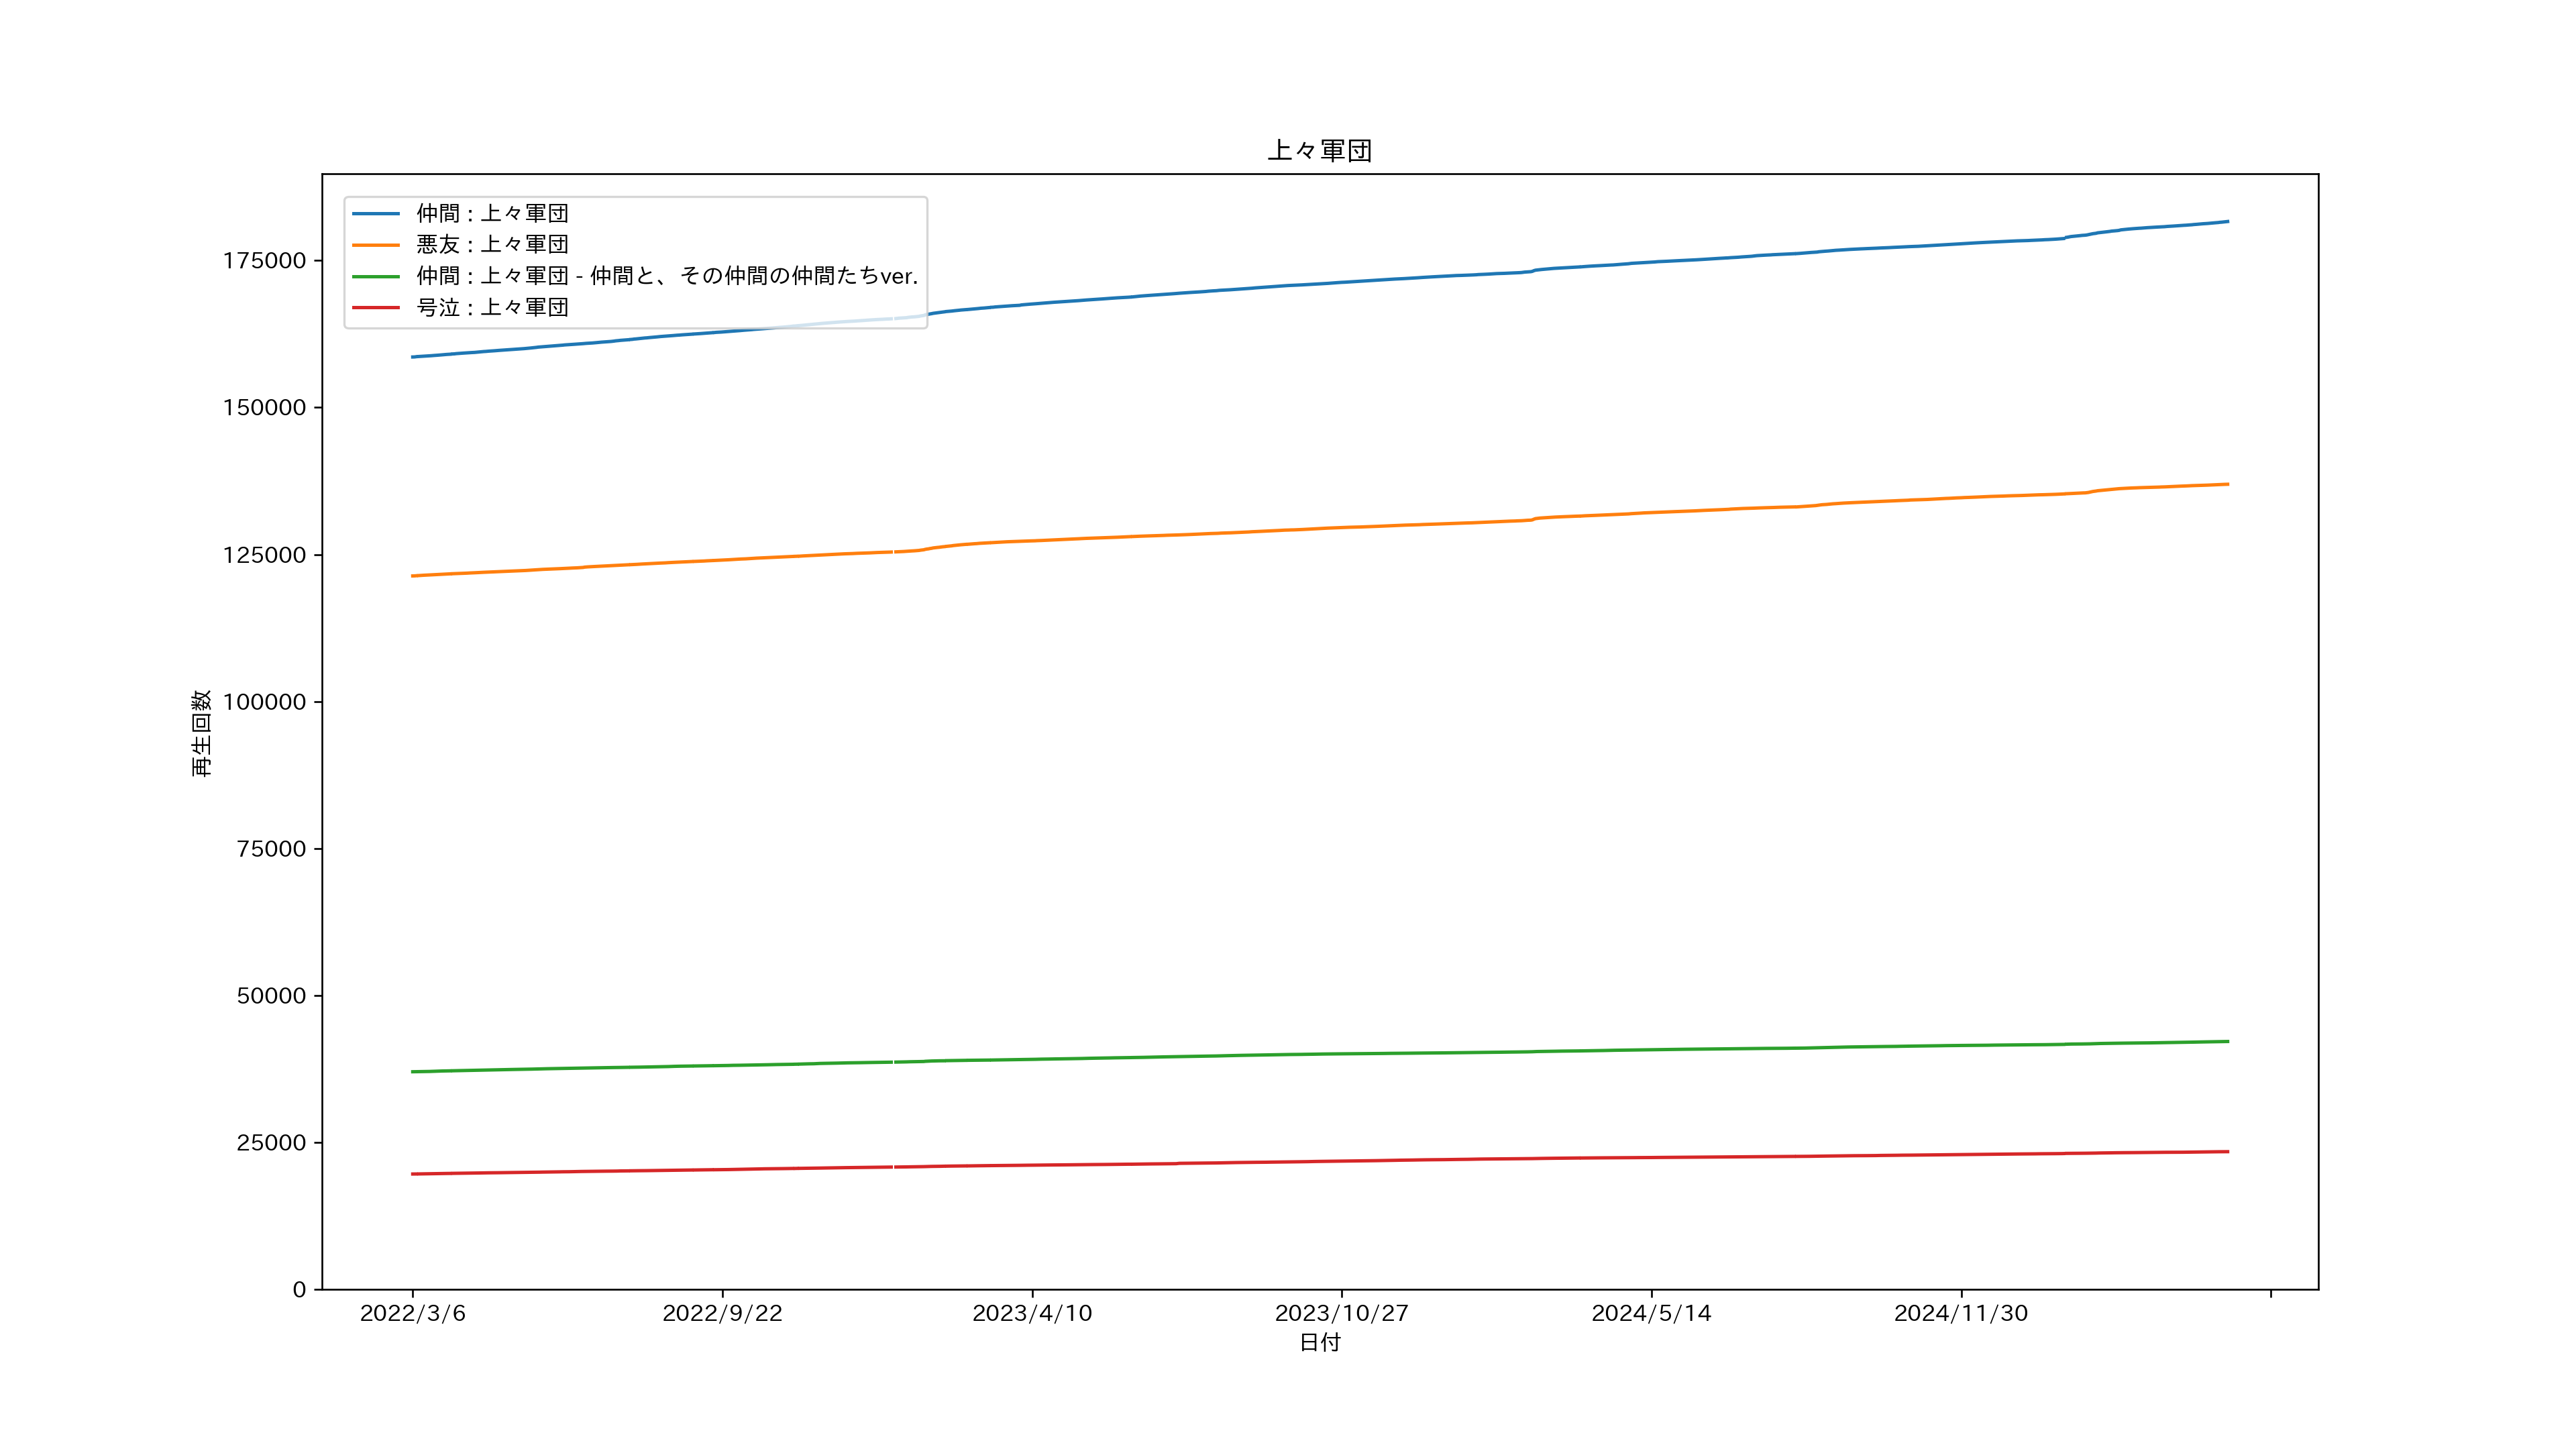 上々軍団
仲間 : 上々軍団
悪友 : 上々軍団
仲間 : 上々軍団 - 仲間と、その仲間の仲間たちver.
号泣 : 上々軍団
175000
150000
125000
100000
75000
50000
25000
0
再生回数
2022/3/6
2022/9/22
2023/4/10
2023/10/27
2024/5/14
2024/11/30
日付